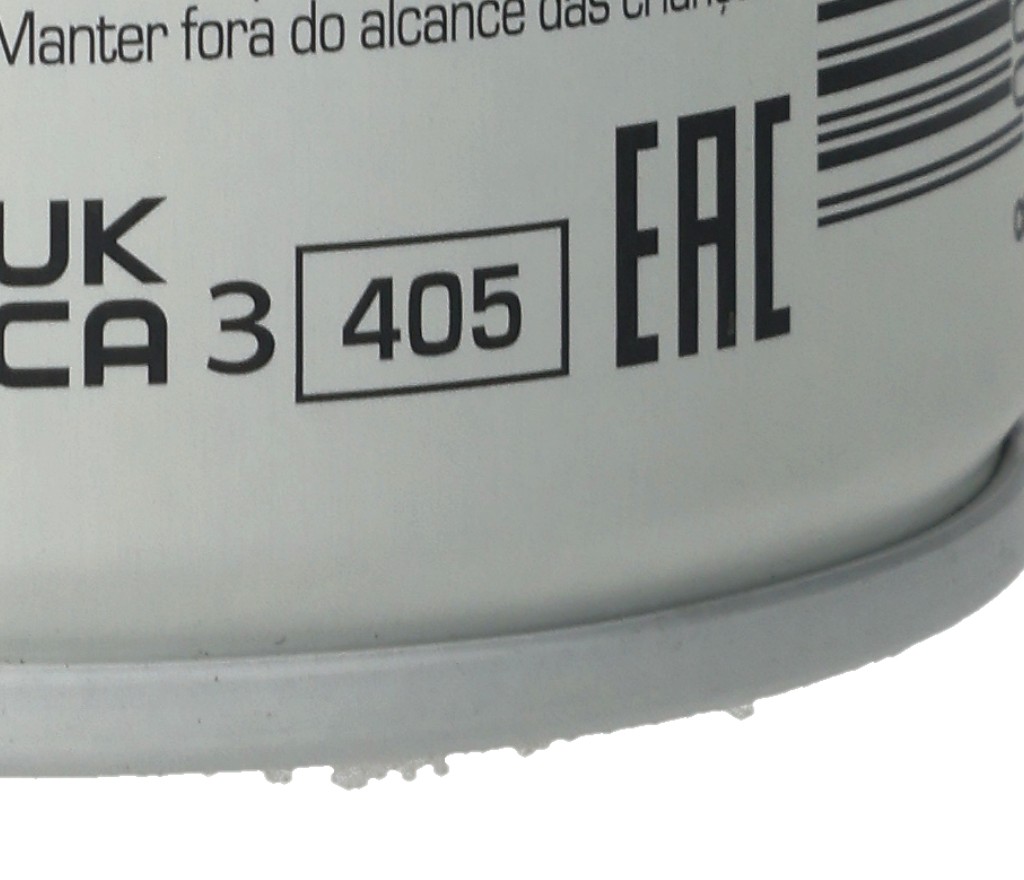 Manter fora do alcance das
UK
CA 3 405 EAC